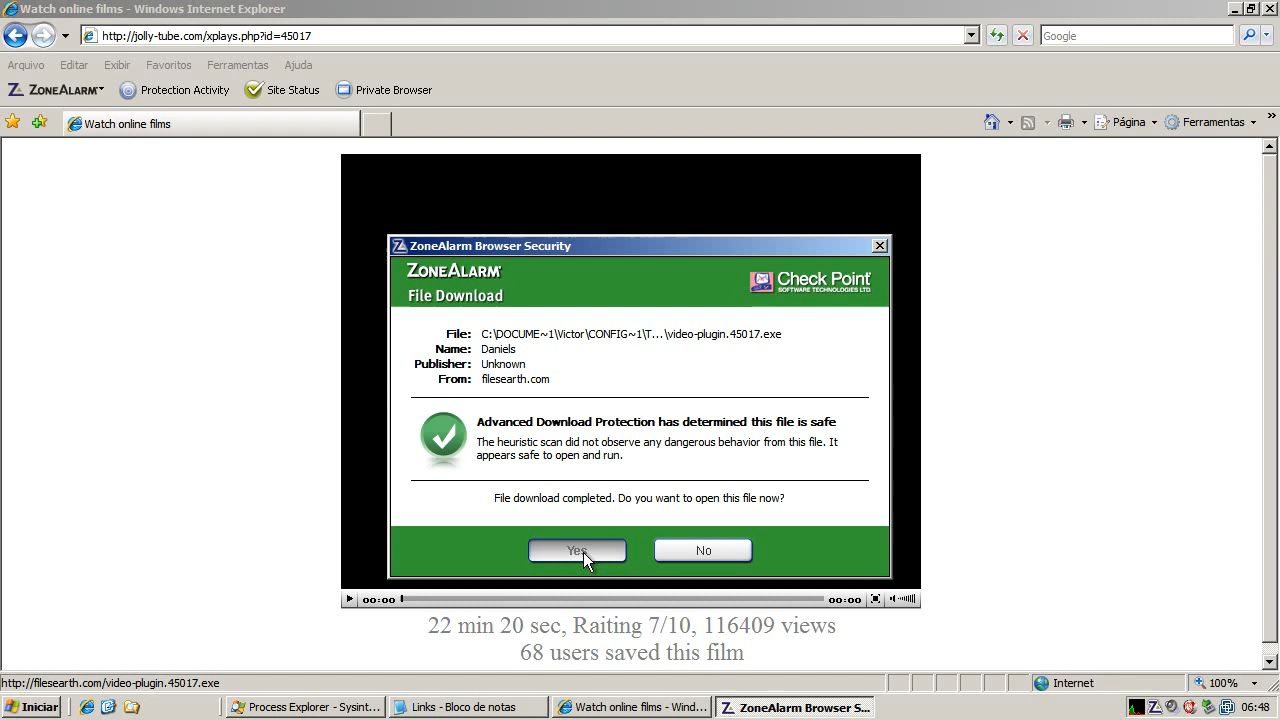 Watch online films - Windows Internet Explorer
http://jolly-tube.com/xplays.php?id=45017
Google
Arquivo Editar Exibir Favoritos Ferramentas Ajuda
ZONEALARM Protection Activity Site Status Private Browser
Watch online films
Página Ferramentas
ZoneAlarm Browser Security
ZONEALARM
File Download
Check Point
SOFTWARE TECHNOLOGIES LTD.
File: C:\DOCUME~1\Victor\CONFIG~1\T...\video-plugin.45017.exe
Name: Daniels
Publisher: Unknown
From: filesearth.com
Advanced Download Protection has determined this file is safe
The heuristic scan did not observe any dangerous behavior from this file. It
appears safe to open and run.
File download completed. Do you want to open this file now?
Yes No
00:00 00:00
22 min 20 sec, Raiting 7/10, 116409 views
68 users saved this film
http://filesearth.com/video-plugin.45017.exe
Internet
100%
Iniciar
Process Explorer - Sysint...
Links - Bloco de notas
Watch online films - Wind...
ZoneAlarm Browser S...
06:48